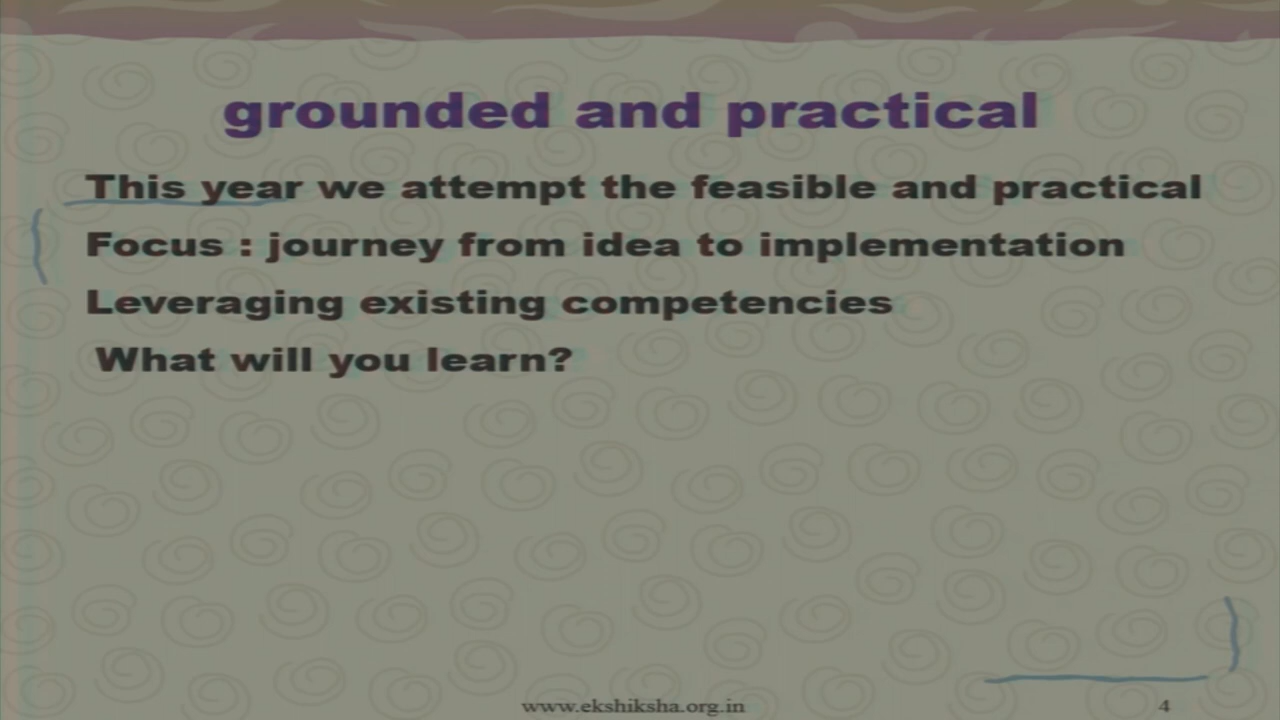 grounded and practical
This year we attempt the feasible and practical
Focus : journey from idea to implementation
Leveraging existing competencies
What will you learn?
www.ekshiksha.org.in
4